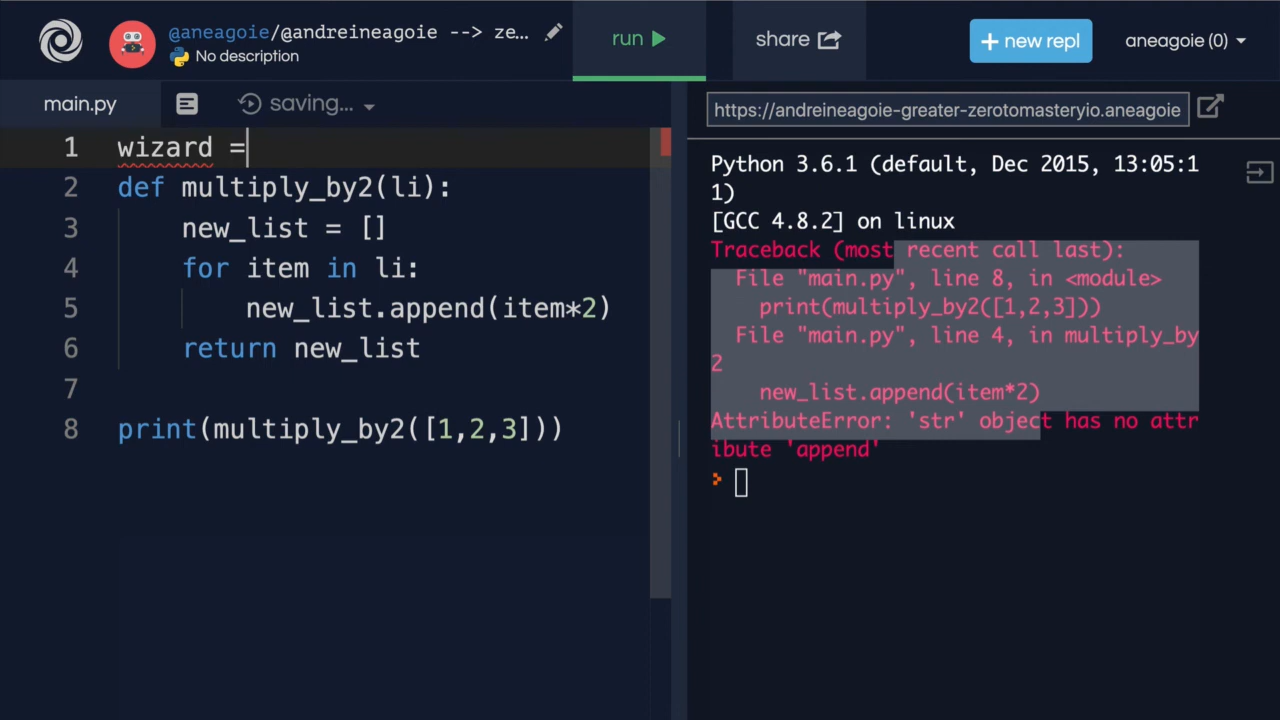 @aneagoie/@andreineagoie --> ze...
No description
run
share
+ new repl
aneagoie (0)
main.py
saving...
https://andreineagoie-greater-zerotomasteryio.aneagoie
1 wizard =
2 def multiply_by2(li):
3 new_list = []
4 for item in li:
5 new_list.append(item*2)
6 return new_list
7
8 print(multiply_by2([1,2,3]))
Python 3.6.1 (default, Dec 2015, 13:05:1
1)
[GCC 4.8.2] on linux
Traceback (most recent call last):
File "main.py", line 8, in <module>
print(multiply_by2([1,2,3]))
File "main.py", line 4, in multiply_by
2
new_list.append(item*2)
AttributeError: 'str' object has no attr
ibute 'append'